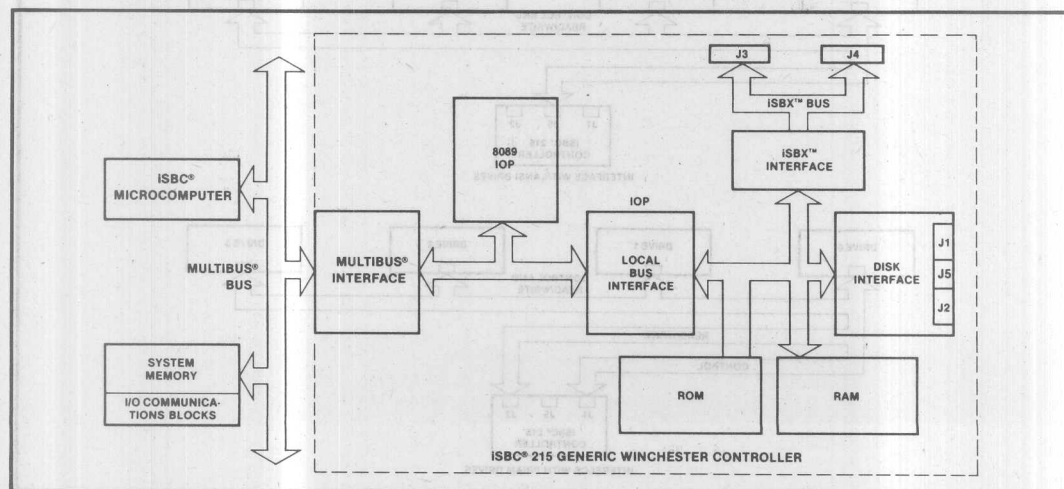 J3
J4
iSBX™ BUS
8089
IOP
iSBX™
INTERFACE
iSBC®
MICROCOMPUTER
IOP
MULTIBUS®
BUS
MULTIBUS®
INTERFACE
LOCAL
BUS
INTERFACE
DISK
INTERFACE
J1
J5
J2
SYSTEM
MEMORY
I/O COMMUNICA-
TIONS BLOCKS
ROM
RAM
iSBC® 215 GENERIC WINCHESTER CONTROLLER